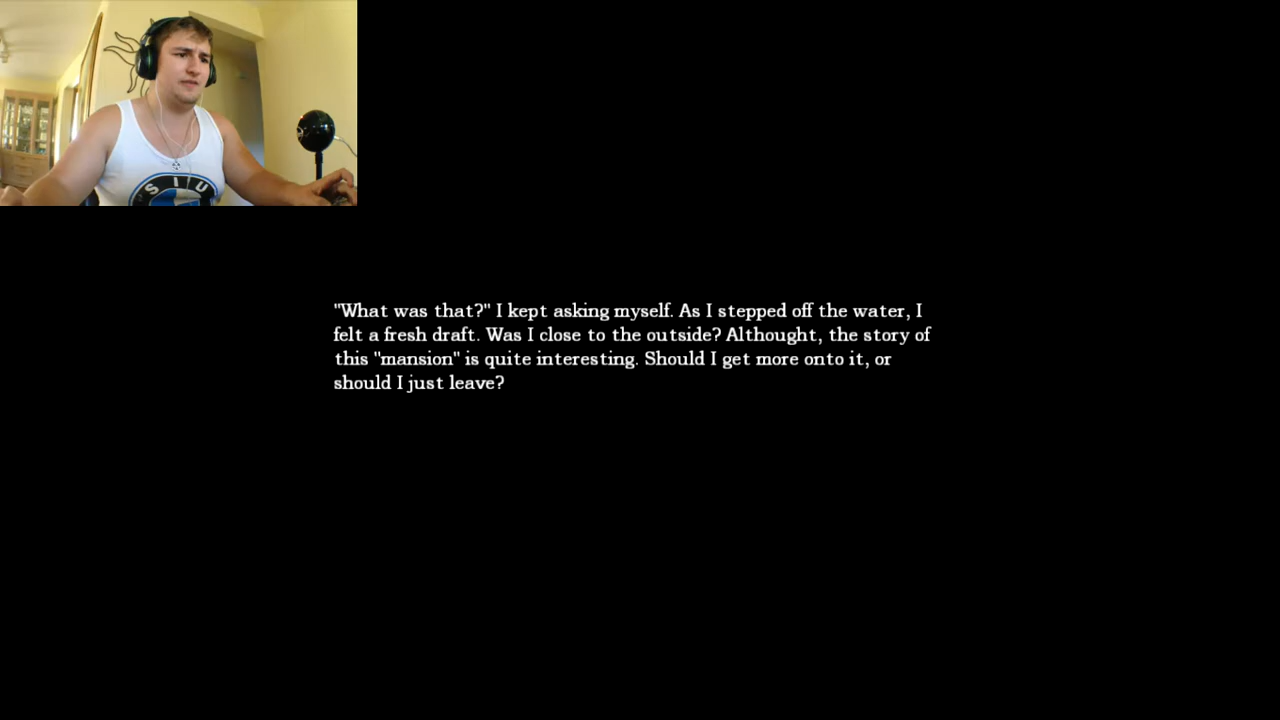 SIU
"What was that?" I kept asking myself. As I stepped off the water, I
felt a fresh draft. Was I close to the outside? Althought, the story of
this "mansion" is quite interesting. Should I get more onto it, or
should I just leave?